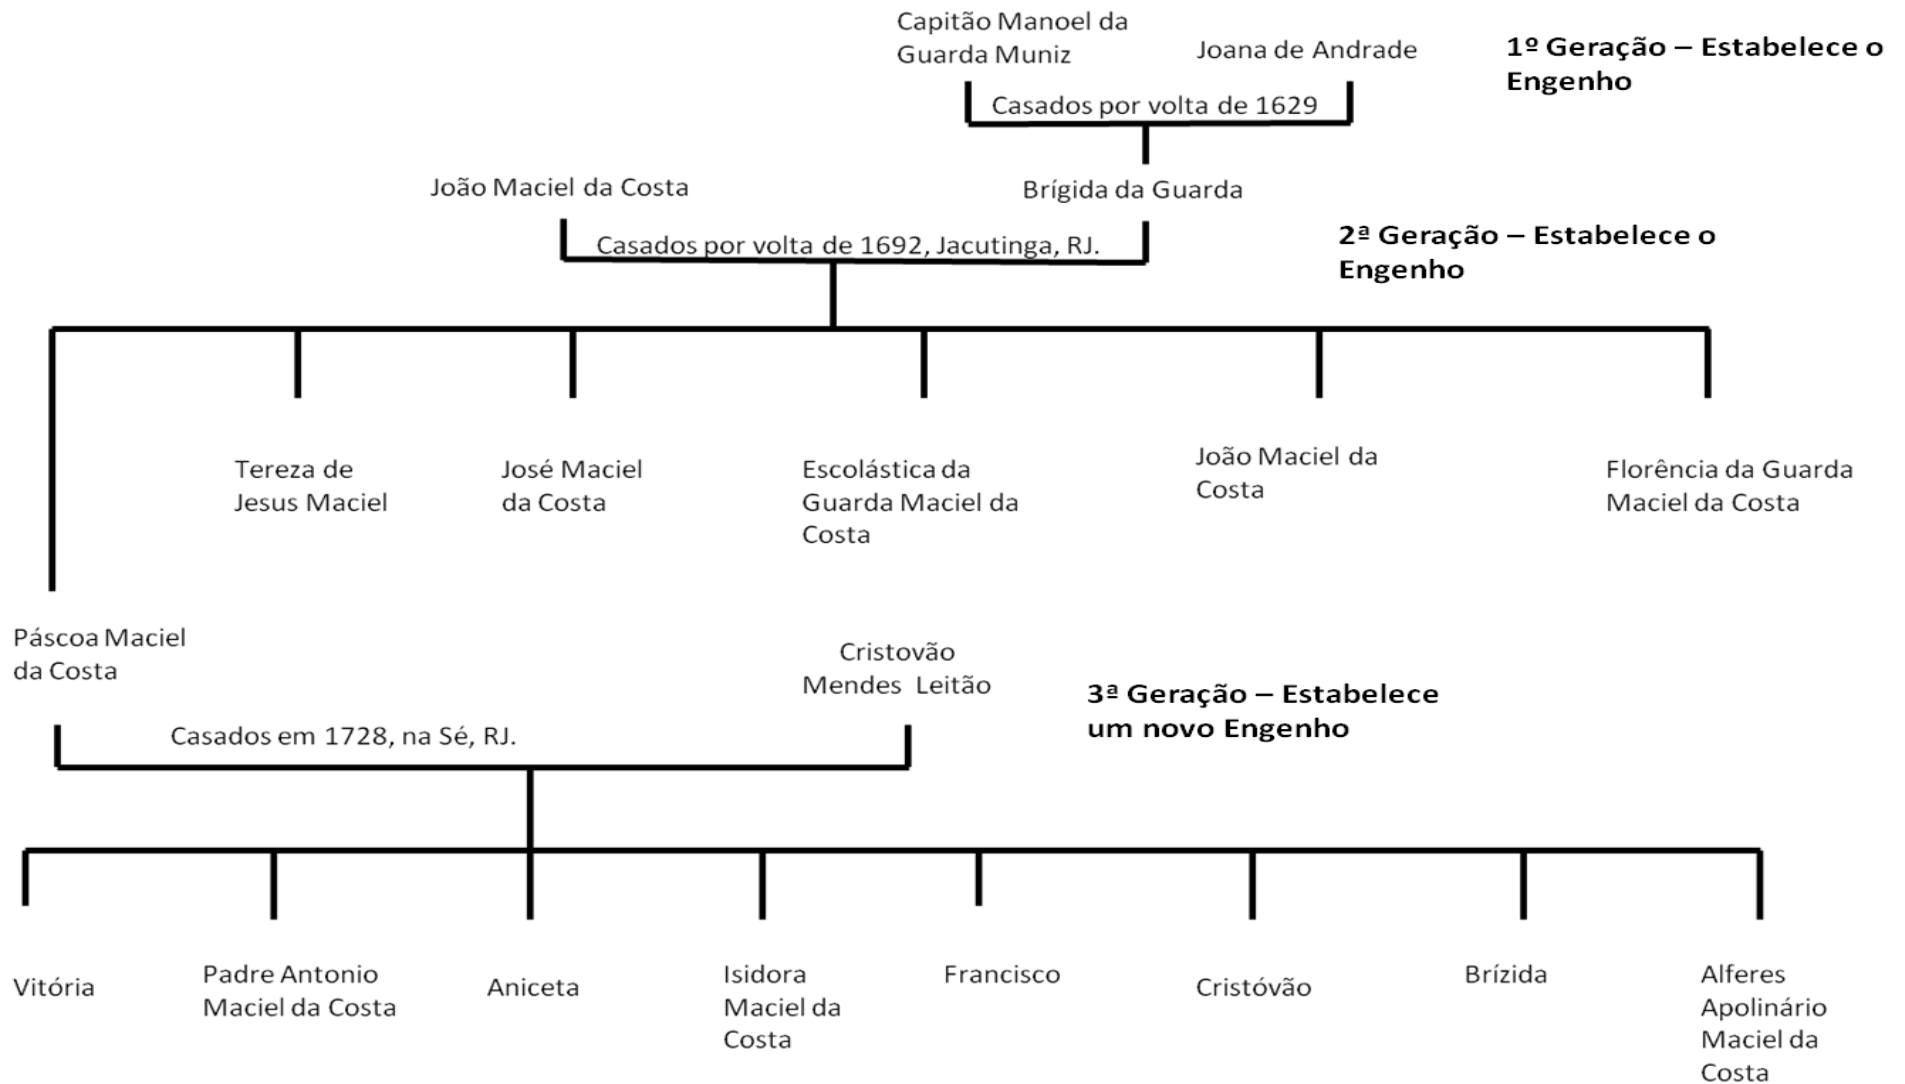 Capitão Manoel da
Guarda Muniz
Joana de Andrade
1º Geração – Estabelece o
Engenho
Casados por volta de 1629
João Maciel da Costa
Brígida da Guarda
Casados por volta de 1692, Jacutinga, RJ.
2ª Geração – Estabelece o
Engenho
Tereza de
Jesus Maciel
José Maciel
da Costa
Escolástica da
Guarda Maciel da
Costa
João Maciel da
Costa
Florência da Guarda
Maciel da Costa
Páscoa Maciel
da Costa
Cristovão
Mendes Leitão
3ª Geração – Estabelece
um novo Engenho
Casados em 1728, na Sé, RJ.
Vitória
Padre Antonio
Maciel da Costa
Aniceta
Isidora
Maciel da
Costa
Francisco
Cristóvão
Brízida
Alferes
Apolinário
Maciel da
Costa